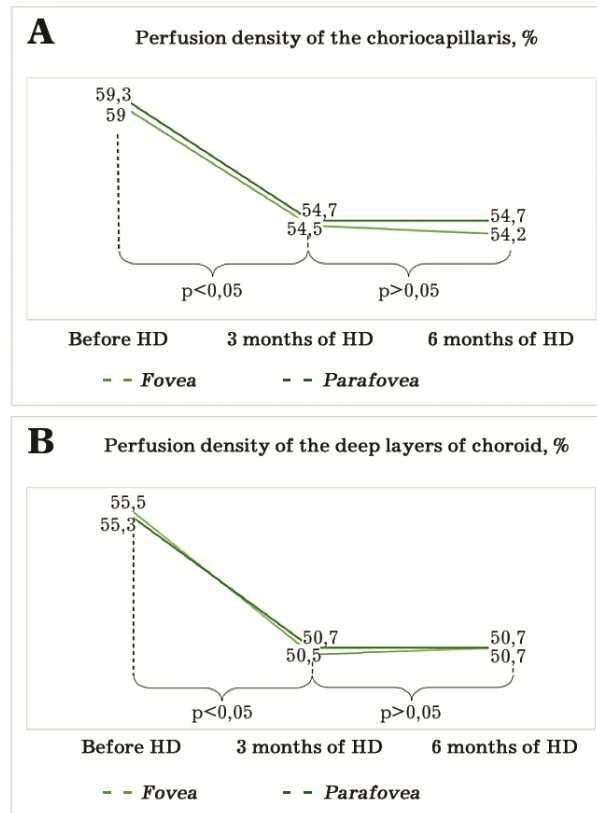 A
Perfusion density of the choriocapillaris, %
59,3
59
54,7
54,5
54,7
54,2
p<0,05
p>0,05
Before HD 3 months of HD 6 months of HD
Fovea Parafovea
B
Perfusion density of the deep layers of choroid, %
55,5
55,3
50,7
50,5
50,7
50,7
p<0,05
p>0,05
Before HD 3 months of HD 6 months of HD
Fovea Parafovea